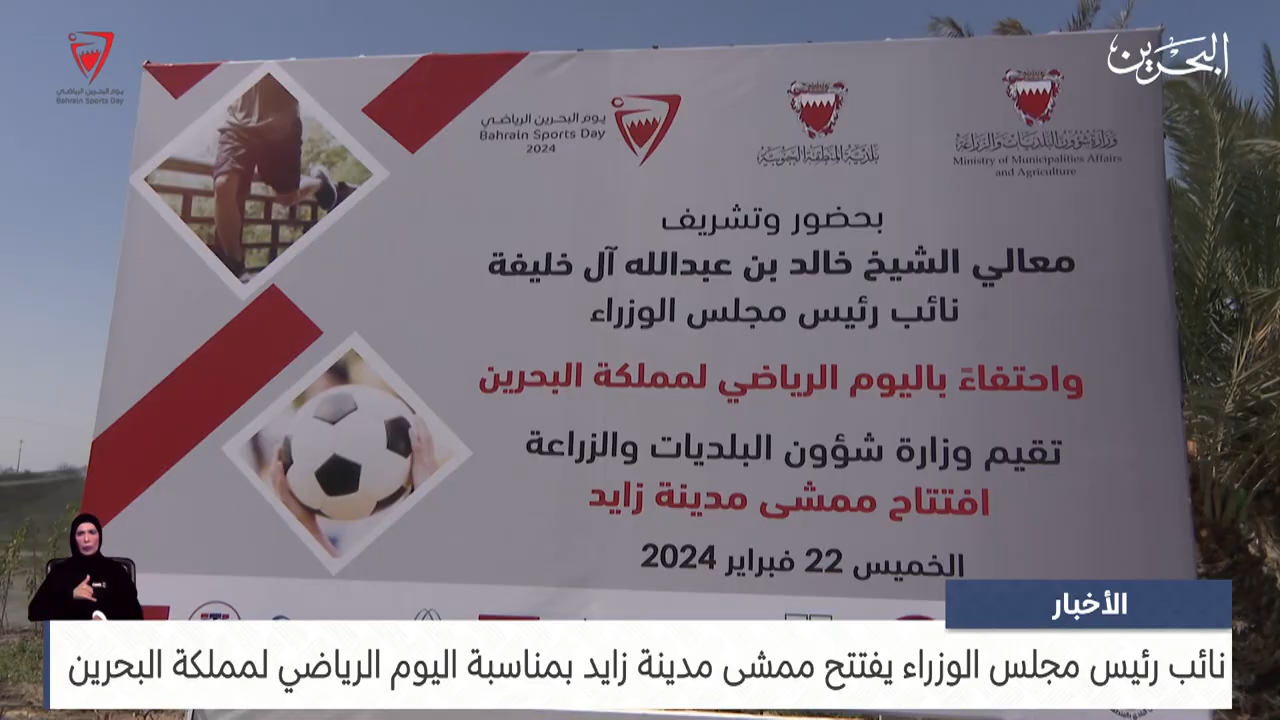 يوم البحرين الرياضي
Bahrain Sports Day
البحرين
يوم البحرين الرياضي
Bahrain Sports Day
2024
بلدية المنطقة الجنوبية
وزارة شؤون البلديات والزراعة
Ministry of Municipalities Affairs
and Agriculture
بحضور وتشريف
معالي الشيخ خالد بن عبدالله آل خليفة
نائب رئيس مجلس الوزراء
واحتفاءً باليوم الرياضي لمملكة البحرين
تقيم وزارة شؤون البلديات والزراعة
افتتاح ممشى مدينة زايد
الخميس 22 فبراير 2024
الأخبار
نائب رئيس مجلس الوزراء يفتتح ممشى مدينة زايد بمناسبة اليوم الرياضي لمملكة البحرين